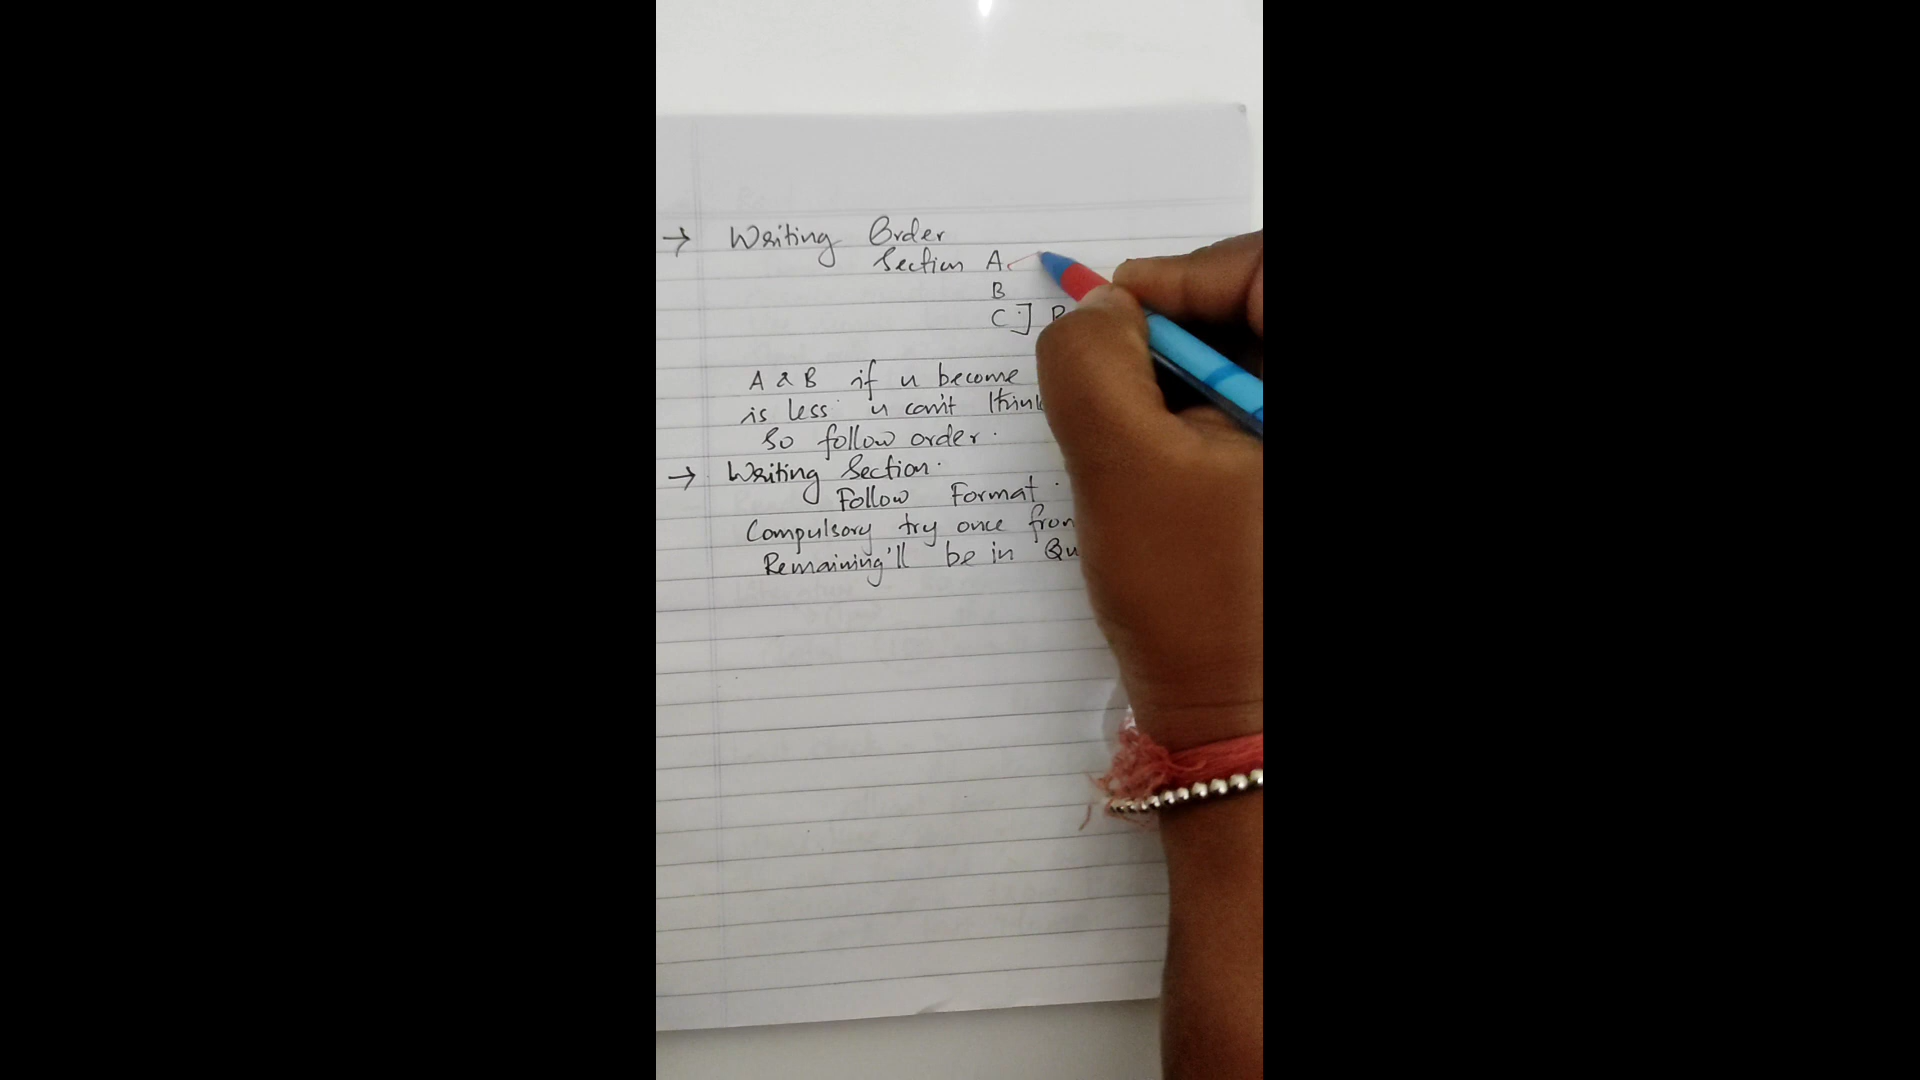 → Writing Order
Section A
B
C
A & B if u become
is less u can't think
So follow order.
→ Writing Section.
Follow Format.
Compulsory try once from
Remaining'll be in